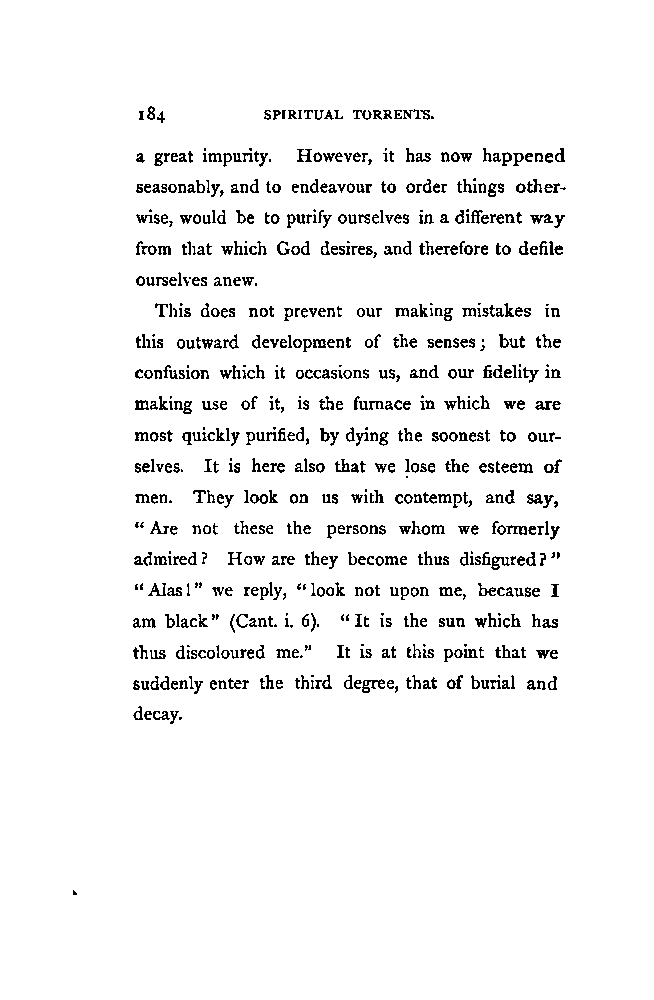 184 SPIRITUAL TORRENTS.
a great impurity. However, it has now happened
seasonably, and to endeavour to order things other-
wise, would be to purify ourselves in a different way
from that which God desires, and therefore to defile
ourselves anew.
This does not prevent our making mistakes in
this outward development of the senses; but the
confusion which it occasions us, and our fidelity in
making use of it, is the furnace in which we are
most quickly purified, by dying the soonest to our-
selves. It is here also that we lose the esteem of
men. They look on us with contempt, and say,
“Are not these the persons whom we formerly
admired? How are they become thus disfigured?”
“Alas!” we reply, “look not upon me, because I
am black” (Cant. i. 6). “It is the sun which has
thus discoloured me.” It is at this point that we
suddenly enter the third degree, that of burial and
decay.